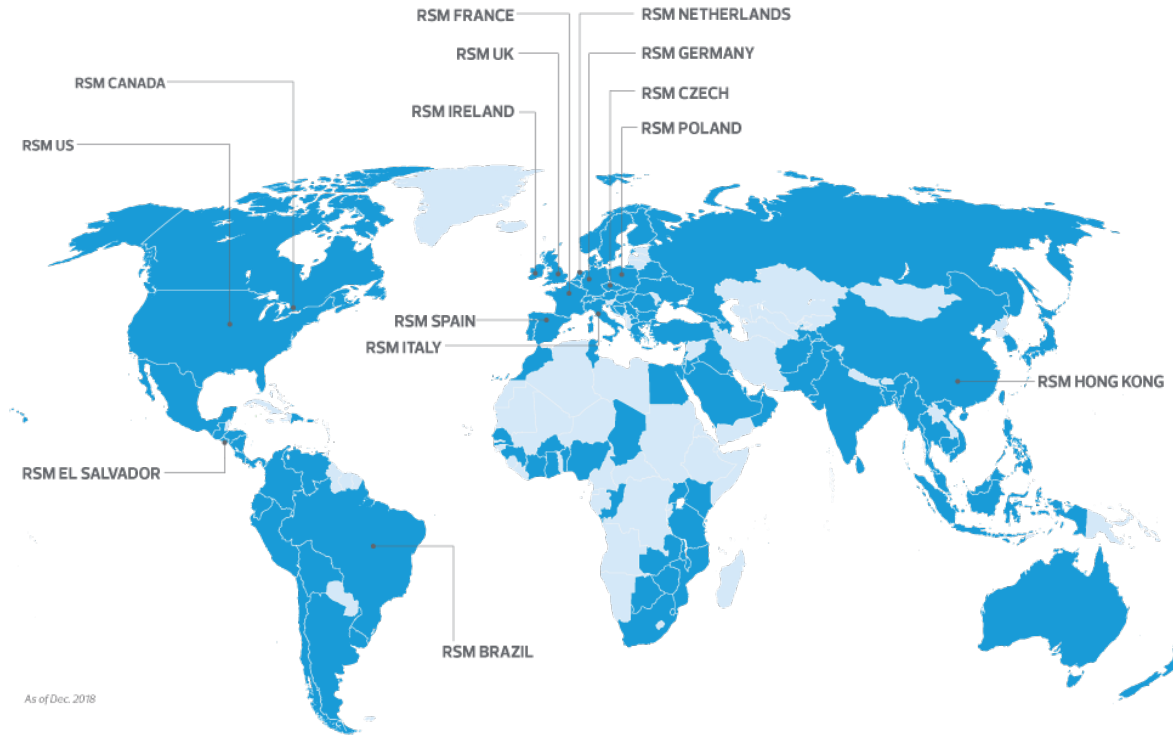 RSM FRANCE
RSM NETHERLANDS
RSM UK
RSM GERMANY
RSM CANADA
RSM CZECH
RSM IRELAND
RSM POLAND
RSM US
RSM SPAIN
RSM ITALY
RSM HONG KONG
RSM EL SALVADOR
RSM BRAZIL
As of Dec. 2018